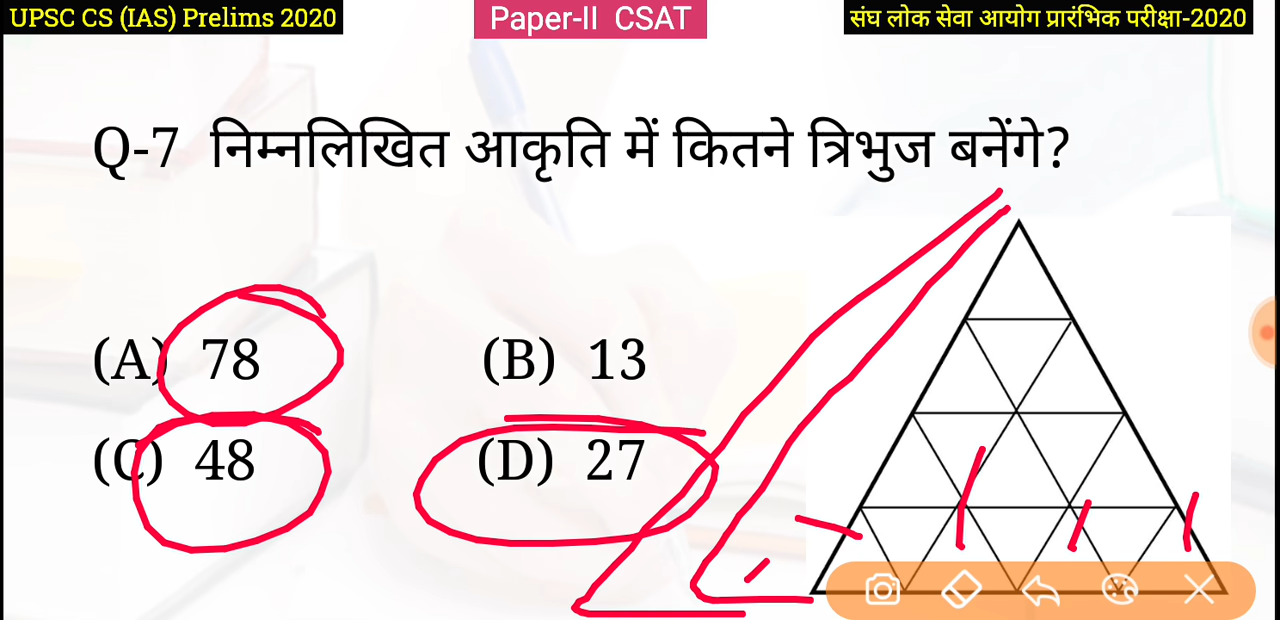 UPSC CS (IAS) Prelims 2020
Paper-II CSAT
संघ लोक सेवा आयोग प्रारंभिक परीक्षा-2020
Q-7 निम्नलिखित आकृति में कितने त्रिभुज बनेंगे?
(A) 78 (B) 13
(C) 48 (D) 27